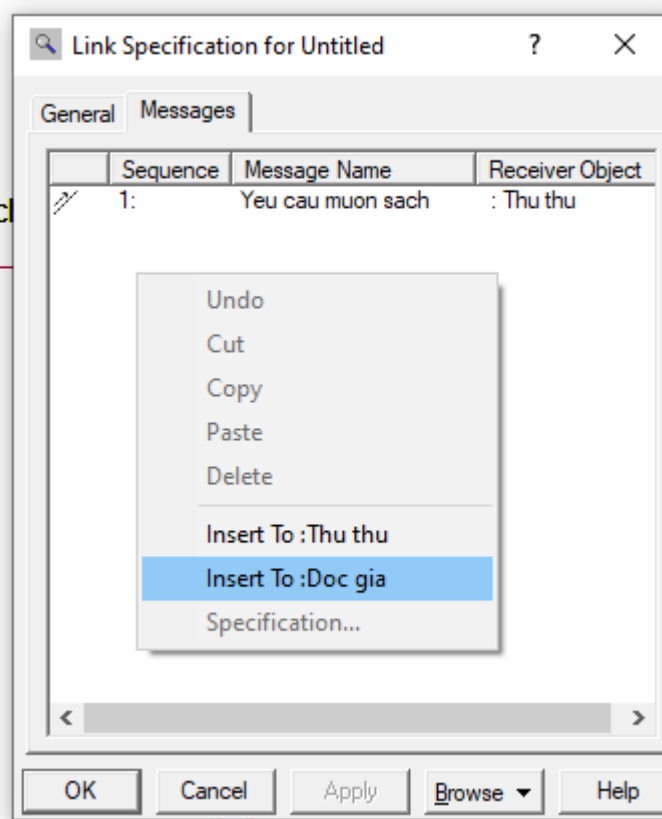 Link Specification for Untitled ? ×
General Messages
Sequence Message Name Receiver Object
1: Yeu cau muon sach : Thu thu
Undo
Cut
Copy
Paste
Delete
Insert To :Thu thu
Insert To :Doc gia
Specification...
OK Cancel Apply Browse Help